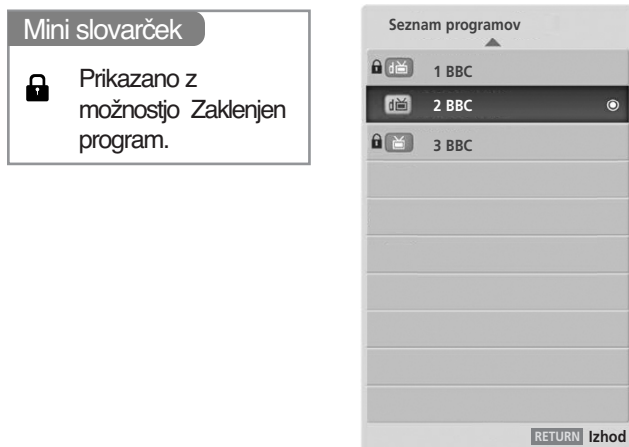 Mini slovarček
Prikazano z
možnostjo Zaklenjen
program.
Seznam programov
1 BBC
2 BBC
3 BBC
RETURN Izhod